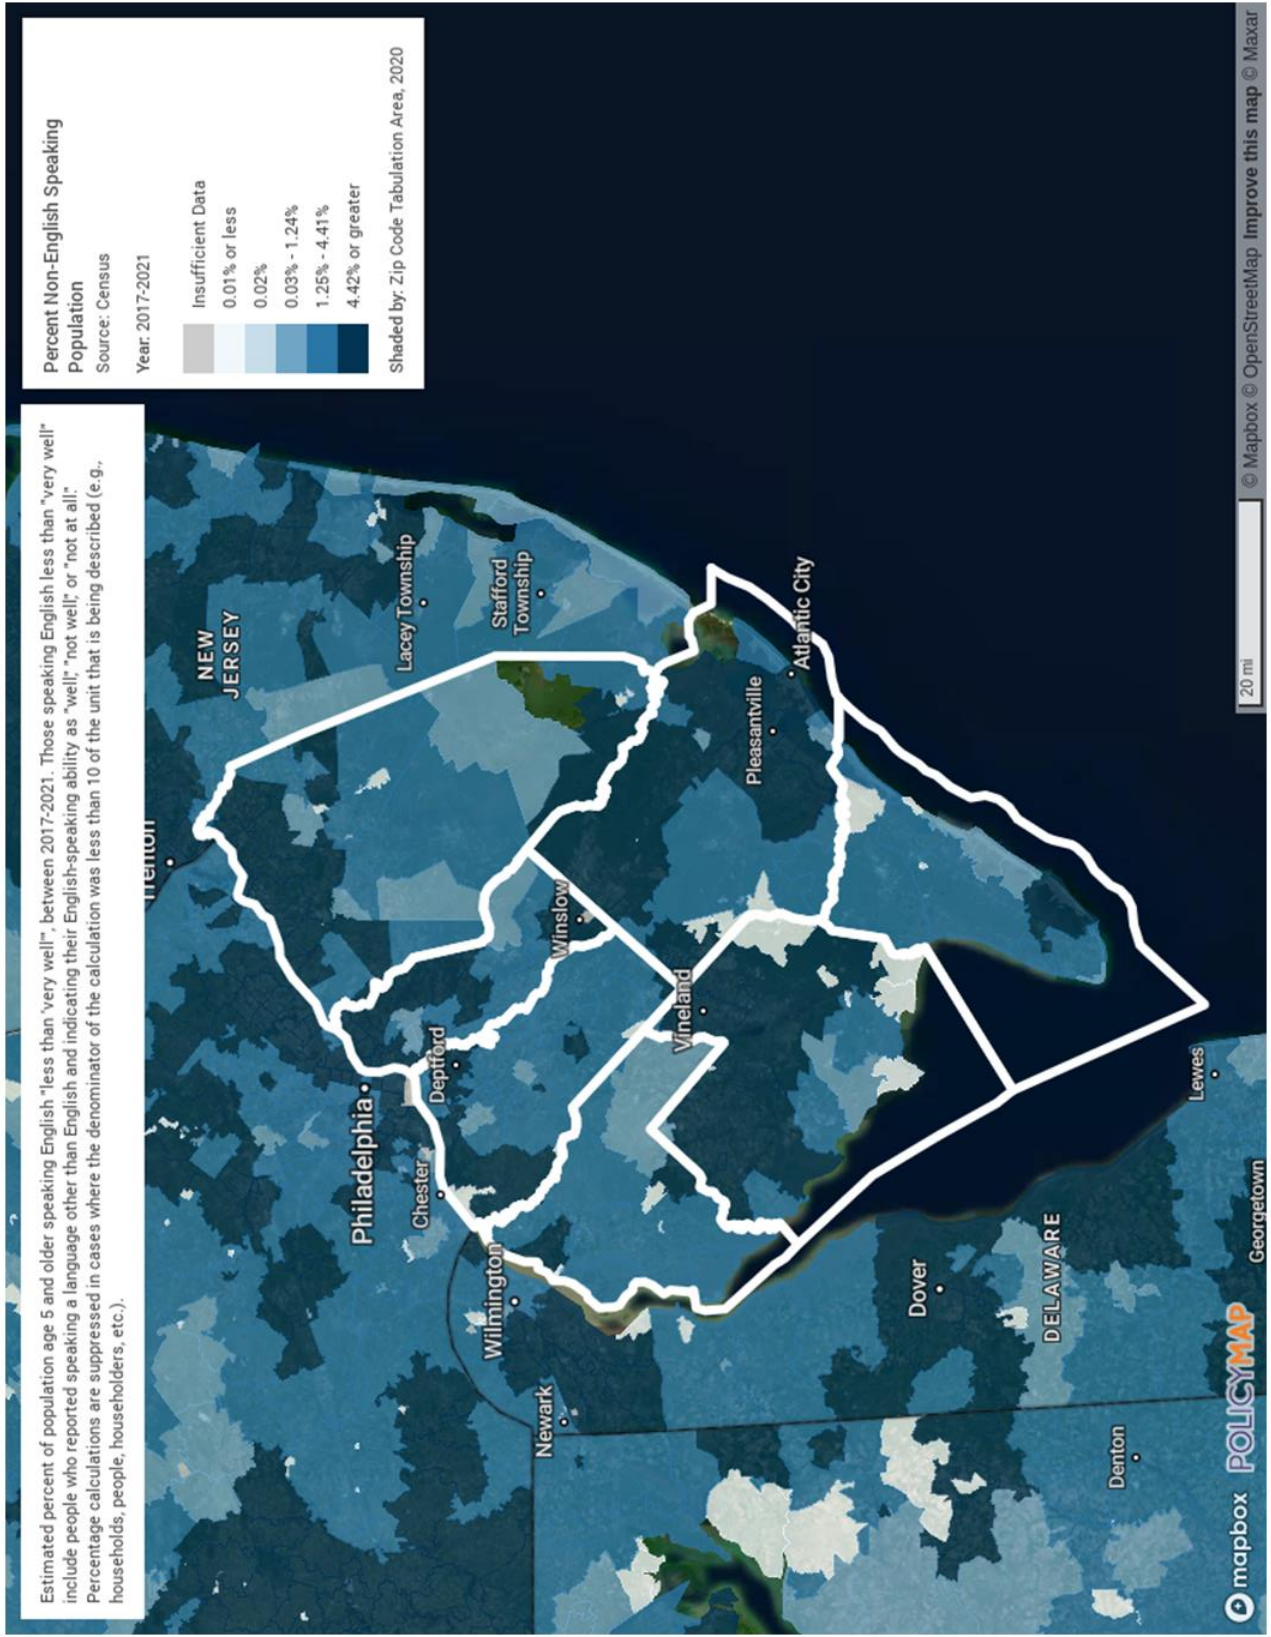 Estimated percent of population age 5 and older speaking English "less than 'very well'", between 2017-2021. Those speaking English less than "very well"
include people who reported speaking a language other than English and indicating their English-speaking ability as "well," "not well," or "not at all."
Percentage calculations are suppressed in cases where the denominator of the calculation was less than 10 of the unit that is being described (e.g.,
households, people, householders, etc.).
Percent Non-English Speaking
Population
Source: Census
Year: 2017-2021
Insufficient Data
0.01% or less
0.02%
0.03% - 1.24%
1.25% - 4.41%
4.42% or greater
Shaded by: Zip Code Tabulation Area, 2020
Trenton
NEW
JERSEY
Philadelphia
Chester
Deptford
Lacey Township
Stafford
Township
Wilmington
Newark
Winslow
Vineland
Pleasantville
Atlantic City
Dover
DELAWARE
Denton
Lewes
Georgetown
mapbox POLICYMAP
20 mi
© Mapbox © OpenStreetMap Improve this map © Maxar